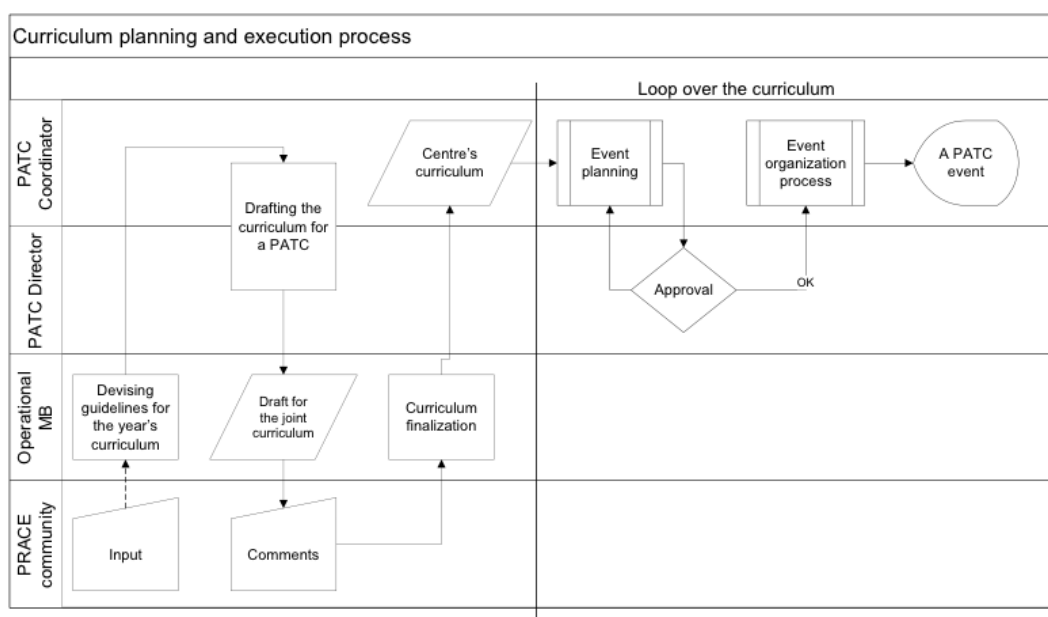 Curriculum planning and execution process
Loop over the curriculum
PATC
Coordinator
Centre's
curriculum
Event
planning
Event
organization
process
A PATC
event
Drafting the
curriculum for
a PATC
PATC Director
Approval
OK
Operational
MB
Devising
guidelines for
the year's
curriculum
Draft for
the joint
curriculum
Curriculum
finalization
PRACE
community
Input
Comments